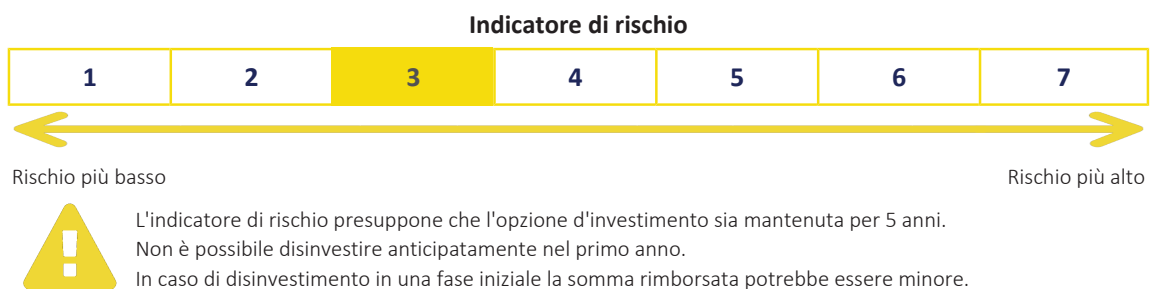 Indicatore di rischio
1 2 3 4 5 6 7
Rischio più basso Rischio più alto
L'indicatore di rischio presuppone che l'opzione d'investimento sia mantenuta per 5 anni.
Non è possibile disinvestire anticipatamente nel primo anno.
In caso di disinvestimento in una fase iniziale la somma rimborsata potrebbe essere minore.